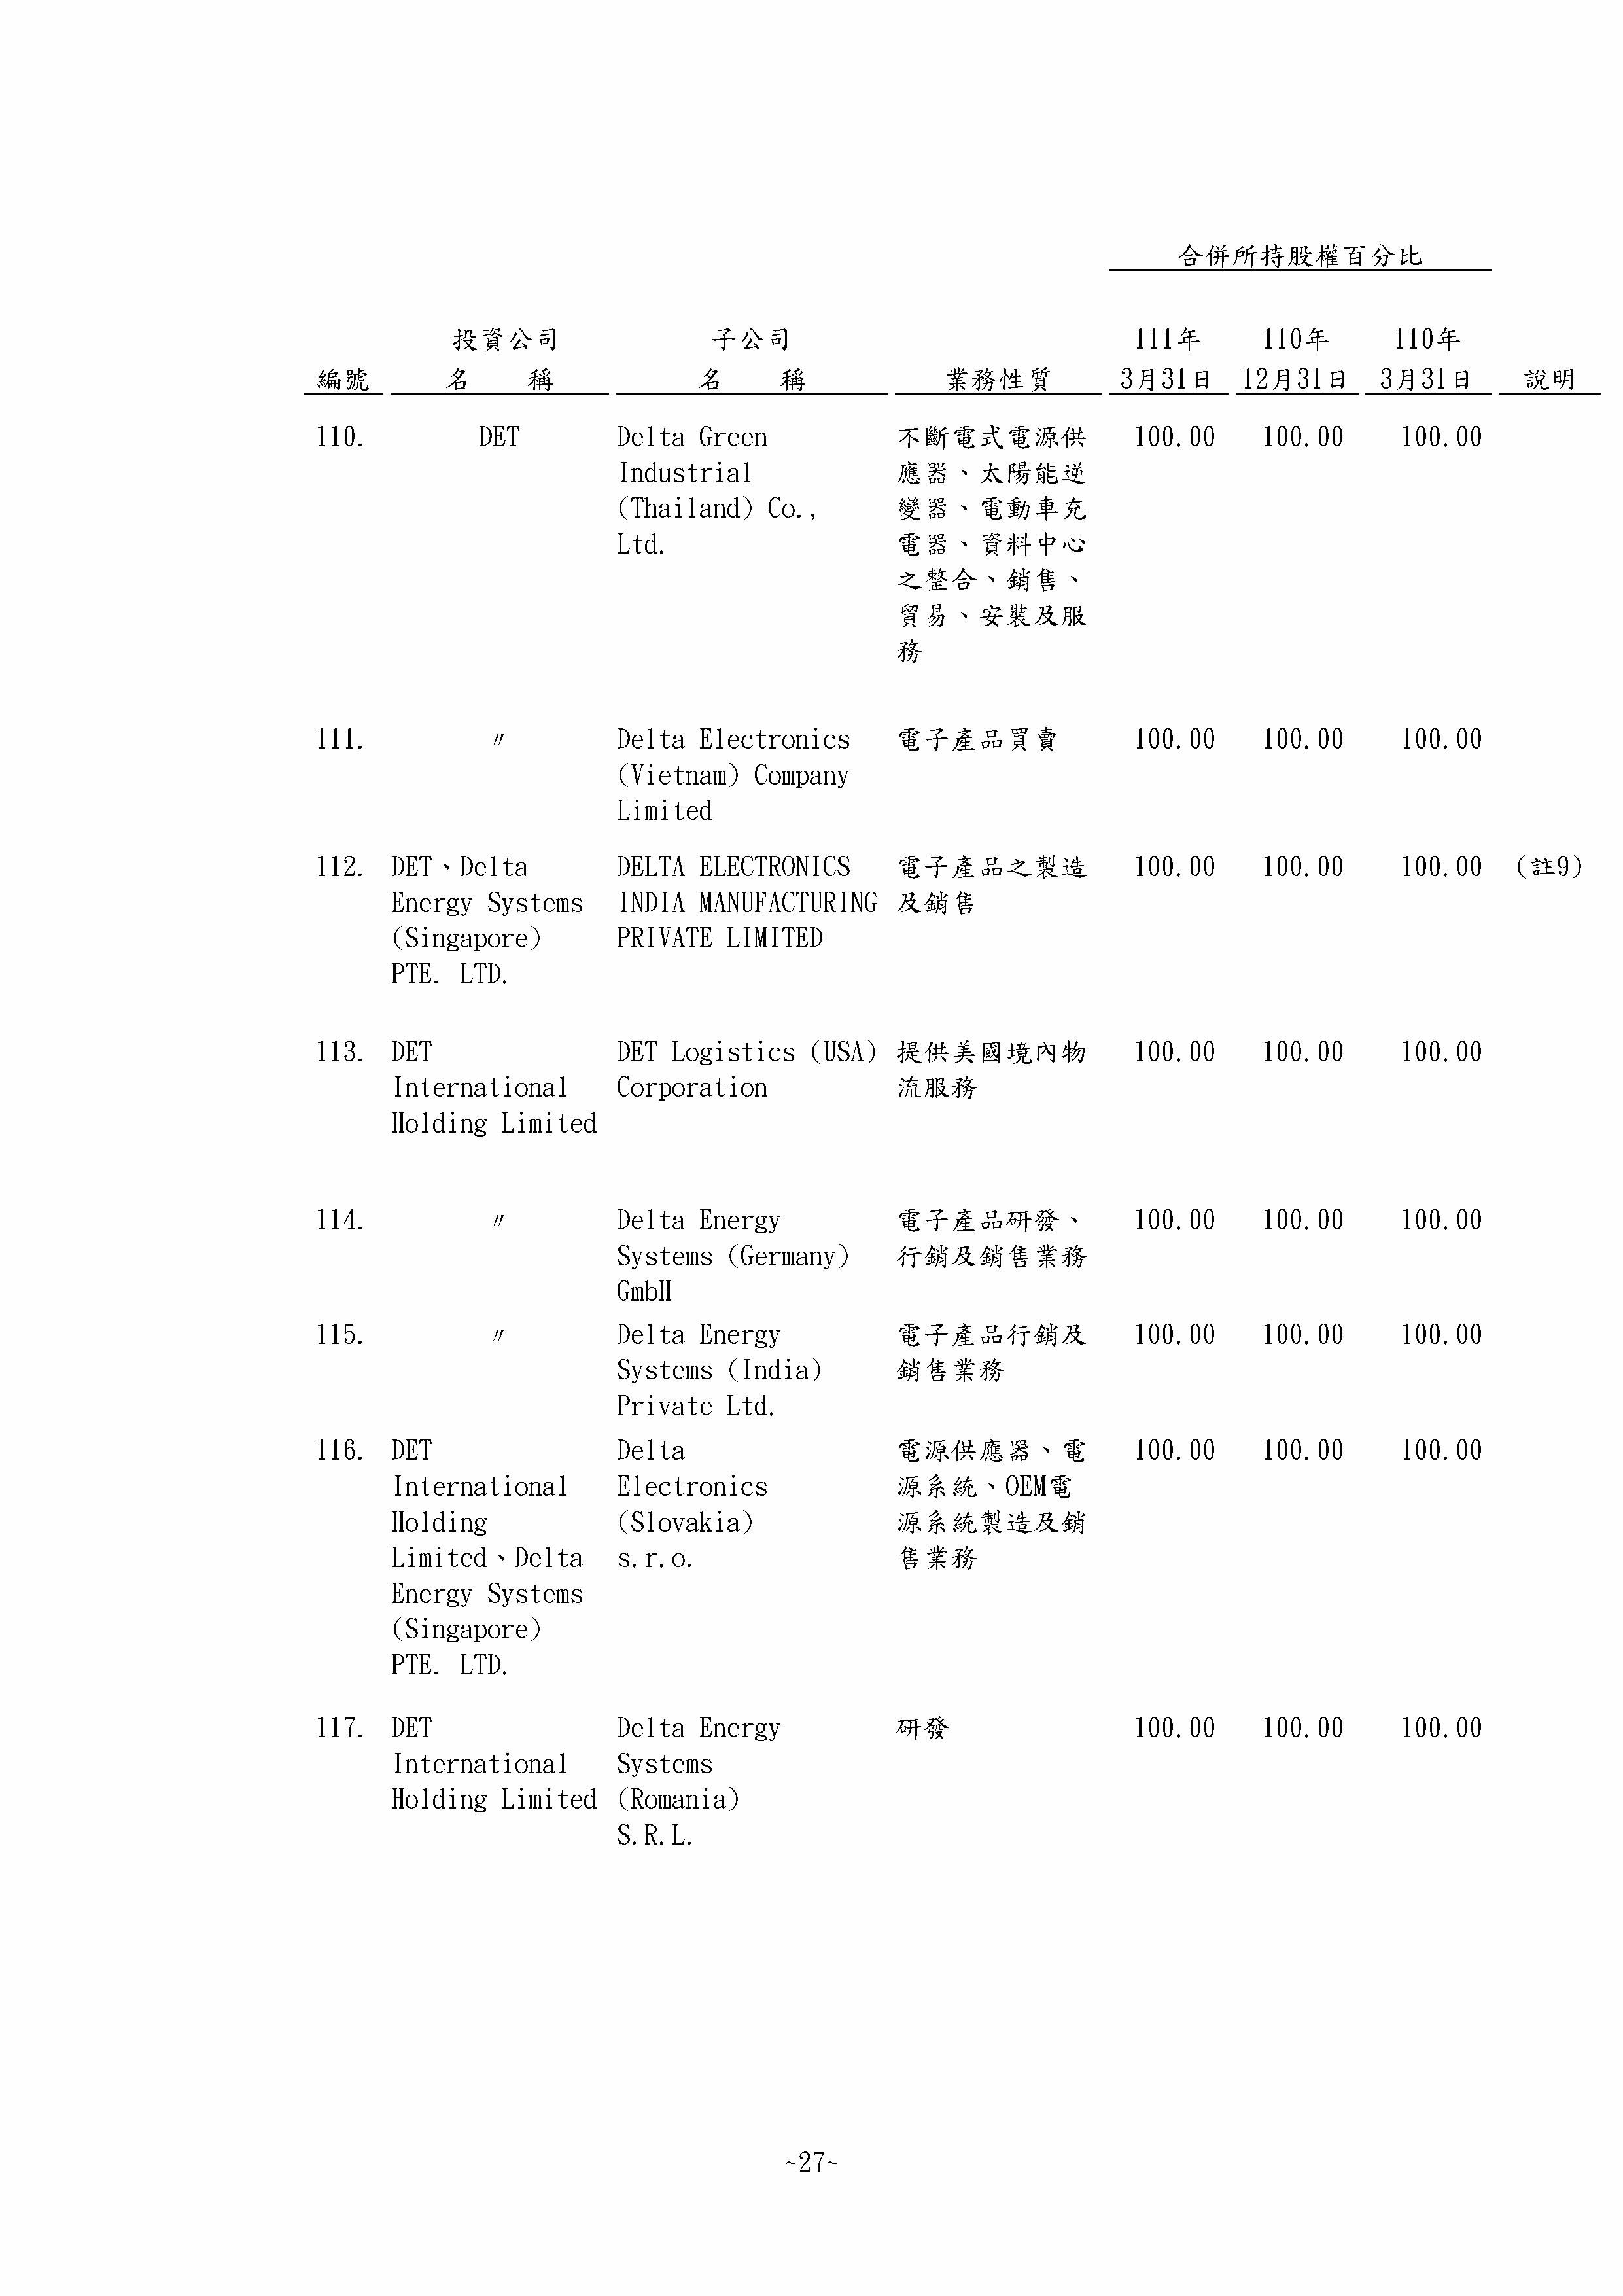 合併所持股權百分比
投資公司 子公司 111年 110年 110年
編號 名 稱 名 稱 業務性質 3月31日 12月31日 3月31日 說明
110. DET Delta Green 不斷電式電源供 100.00 100.00 100.00
Industrial 應器、太陽能逆
(Thailand) Co., 變器、電動車充
Ltd. 電器、資料中心
之整合、銷售、
貿易、安裝及服
務
111. 〃 Delta Electronics 電子產品買賣 100.00 100.00 100.00
(Vietnam) Company
Limited
112. DET、Delta DELTA ELECTRONICS 電子產品之製造 100.00 100.00 100.00 (註9)
Energy Systems INDIA MANUFACTURING 及銷售
(Singapore) PRIVATE LIMITED
PTE. LTD.
113. DET DET Logistics (USA) 提供美國境內物 100.00 100.00 100.00
International Corporation 流服務
Holding Limited
114. 〃 Delta Energy 電子產品研發、 100.00 100.00 100.00
Systems (Germany) 行銷及銷售業務
GmbH
115. 〃 Delta Energy 電子產品行銷及 100.00 100.00 100.00
Systems (India) 銷售業務
Private Ltd.
116. DET Delta 電源供應器、電 100.00 100.00 100.00
International Electronics 源系統、OEM電
Holding (Slovakia) 源系統製造及銷
Limited、Delta s.r.o. 售業務
Energy Systems
(Singapore)
PTE. LTD.
117. DET Delta Energy 研發 100.00 100.00 100.00
International Systems
Holding Limited (Romania)
S.R.L.
~27~